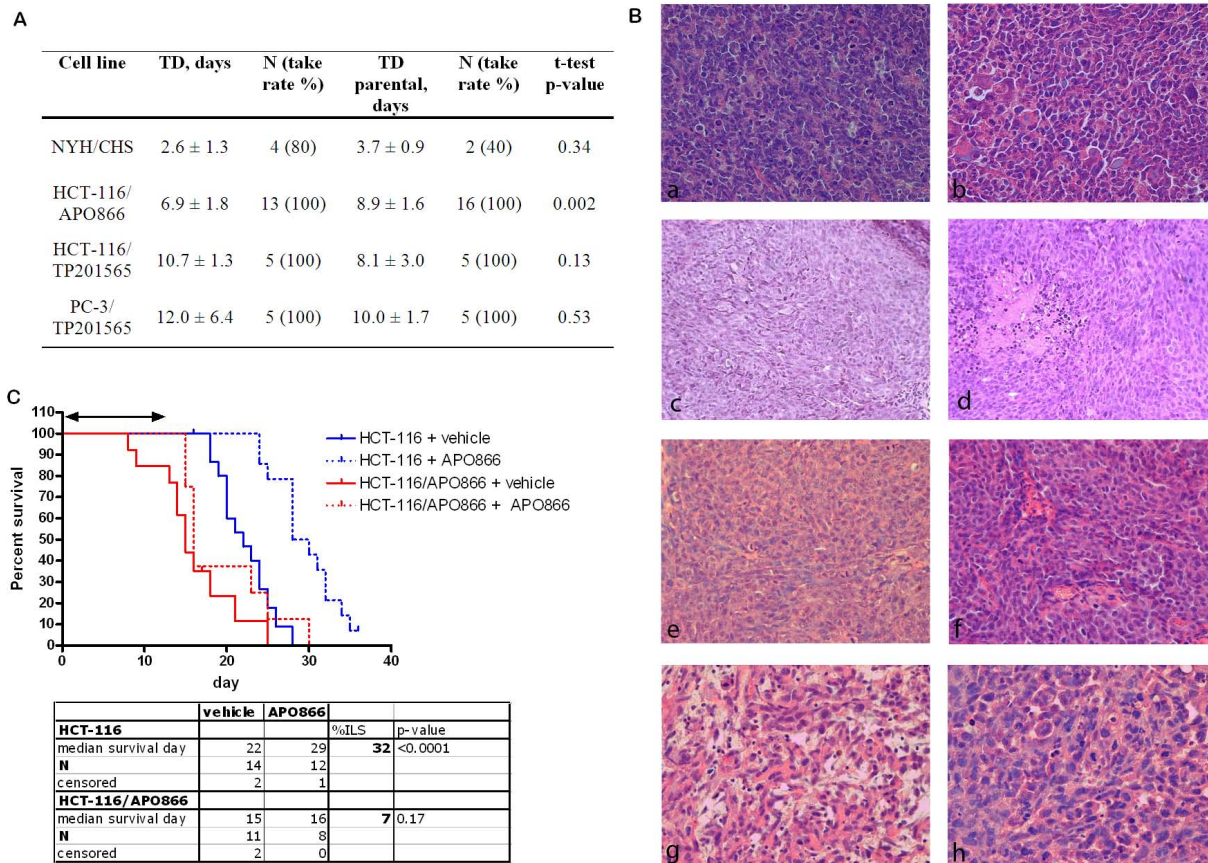 A
Cell line TD, days N (take rate %) TD parental, days N (take rate %) t-test p-value
NYH/CHS 2.6 ± 1.3 4 (80) 3.7 ± 0.9 2 (40) 0.34
HCT-116/ APO866 6.9 ± 1.8 13 (100) 8.9 ± 1.6 16 (100) 0.002
HCT-116/ TP201565 10.7 ± 1.3 5 (100) 8.1 ± 3.0 5 (100) 0.13
PC-3/ TP201565 12.0 ± 6.4 5 (100) 10.0 ± 1.7 5 (100) 0.53
B
a
b
c
d
e
f
g
h
C
Percent survival
110
100
90
80
70
60
50
40
30
20
10
0
0 10 20 30 40
day
HCT-116 + vehicle
HCT-116 + APO866
HCT-116/APO866 + vehicle
HCT-116/APO866 + APO866
vehicle APO866
HCT-116 %ILS p-value
median survival day 22 29 32 <0.0001
N 14 12
censored 2 1
HCT-116/APO866
median survival day 15 16 7 0.17
N 11 8
censored 2 0